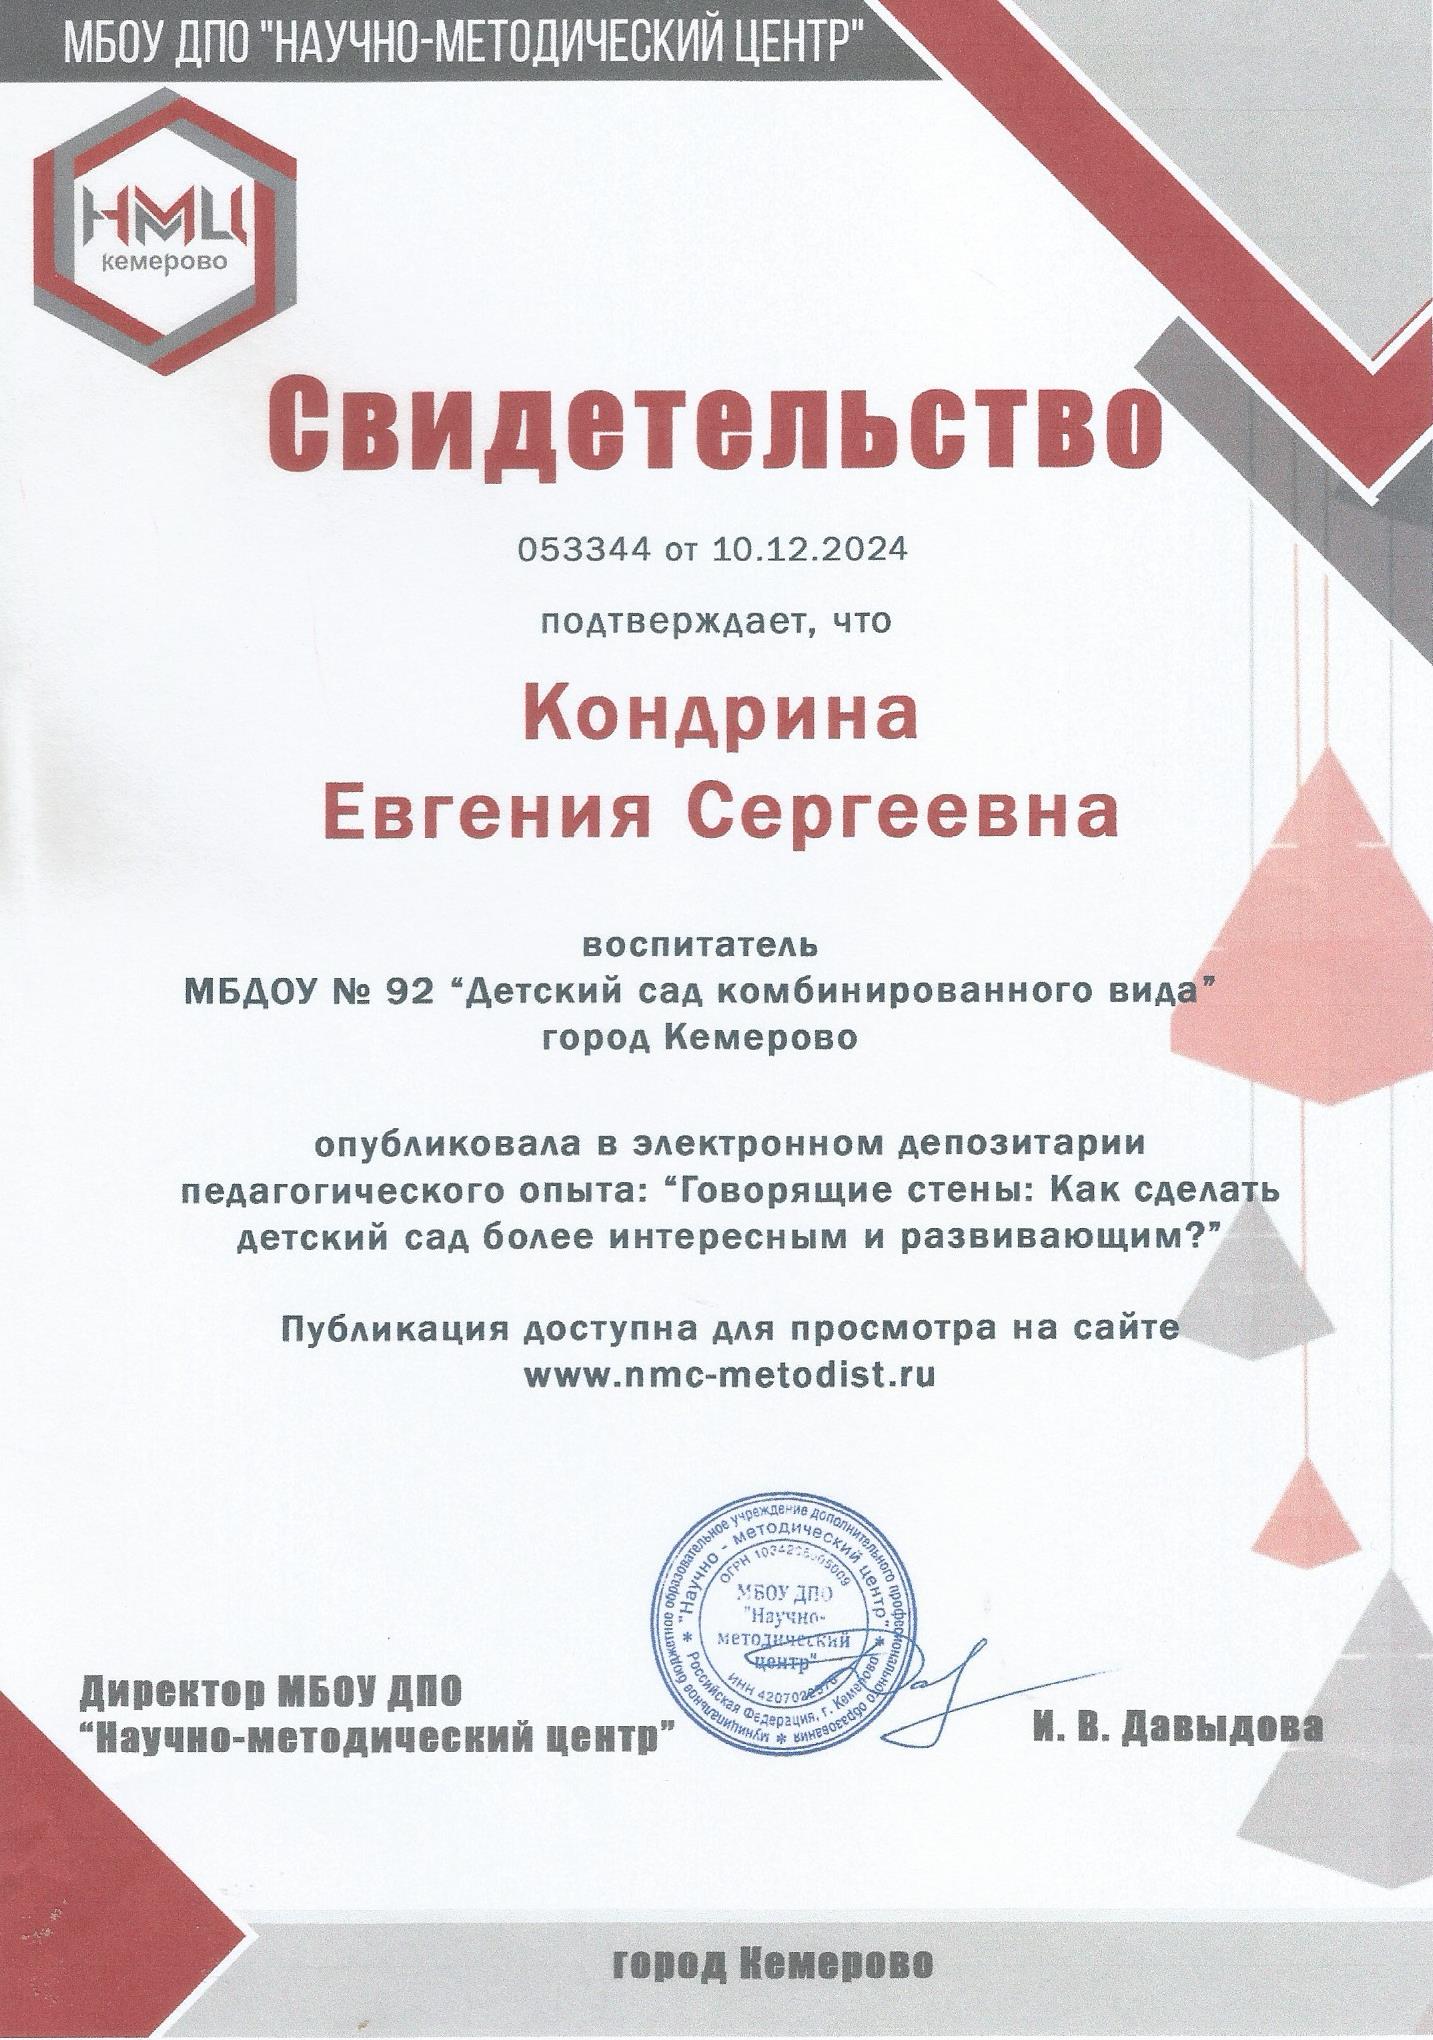 МБОУ ДПО "НАУЧНО-МЕТОДИЧЕСКИЙ ЦЕНТР"
НМЦ
кемерово
Свидетельство
053344 от 10.12.2024
подтверждает, что
Кондрина
Евгения Сергеевна
воспитатель
МБДОУ № 92 “Детский сад комбинированного вида”
город Кемерово
опубликовала в электронном депозитарии
педагогического опыта: “Говорящие стены: Как сделать
детский сад более интересным и развивающим?”
Публикация доступна для просмотра на сайте
www.nmc-metodist.ru
муниципальное бюджетное образовательное учреждение дополнительного профессионального образования
"Научно - методический центр"
Российская Федерация, г. Кемерово
ОГРН
ИНН
МБОУ ДПО
"Научно-
методический
центр"
Директор МБОУ ДПО
“Научно-методический центр”
И. В. Давыдова
город Кемерово